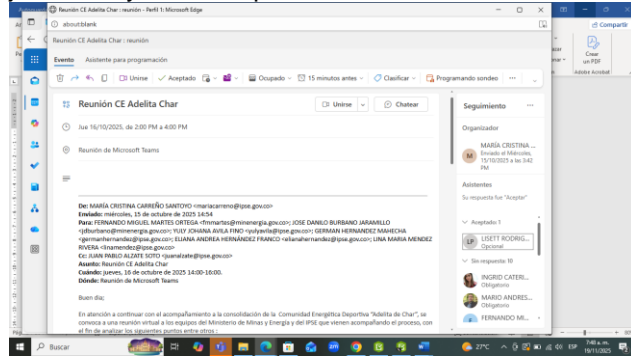 Reunión CE Adelita Char : reunión - Perfil 1: Microsoft Edge
about:blank
Compartir
Reunión CE Adelita Char : reunión
Evento Asistente para programación
Unirse Aceptado Ocupado 15 minutos antes Clasificar Programando sondeo
Crear
un PDF
Adobe Acrobat
Reunión CE Adelita Char
Unirse Chatear
Jue 16/10/2025, de 2:00 PM a 4:00 PM
Reunión de Microsoft Teams
De: MARÍA CRISTINA CARREÑO SANTOYO <mariacarreno@ipse.gov.co>
Enviado: miércoles, 15 de octubre de 2025 14:54
Para: FERNANDO MIGUEL MARTES ORTEGA <fmmartes@minenergia.gov.co>; JOSE DANILO BURBANO JARAMILLO
<jdburbano@minenergia.gov.co>; YULY JOHANA AVILA FINO <yulyavila@ipse.gov.co>; GERMAN HERNANDEZ MAHECHA
<germanhernandez@ipse.gov.co>; ELIANA ANDREA HERNÁNDEZ FRANCO <elianahernandez@ipse.gov.co>; LINA MARIA MENDEZ
RIVERA <linamendez@ipse.gov.co>
Cc: JUAN PABLO ALZATE SOTO <juanalzate@ipse.gov.co>
Asunto: Reunión CE Adelita Char
Cuándo: jueves, 16 de octubre de 2025 14:00-16:00.
Dónde: Reunión de Microsoft Teams
Buen día;
En atención a continuar con el acompañamiento a la consolidación de la Comunidad Energética Deportiva "Adelita de Char", se
convoca a una reunión virtual a los equipos del Ministerio de Minas y Energía y del IPSE que vienen acompañando el proceso, con
el fin de analizar los siguientes puntos entre otros :
Seguimiento
Organizador
MARÍA CRISTINA ...
Enviado el Miércoles,
15/10/2025 a las 3:42
PM
Asistentes
Su respuesta fue "Aceptar"
Aceptado: 1
LP LISETT RODRIG...
Opcional
Sin respuesta: 10
INGRID CATERI...
Obligatorio
MARIO ANDRES...
Obligatorio
FERNANDO MI...
Buscar
27°C
ESP
7:48 a.m.
19/11/2025